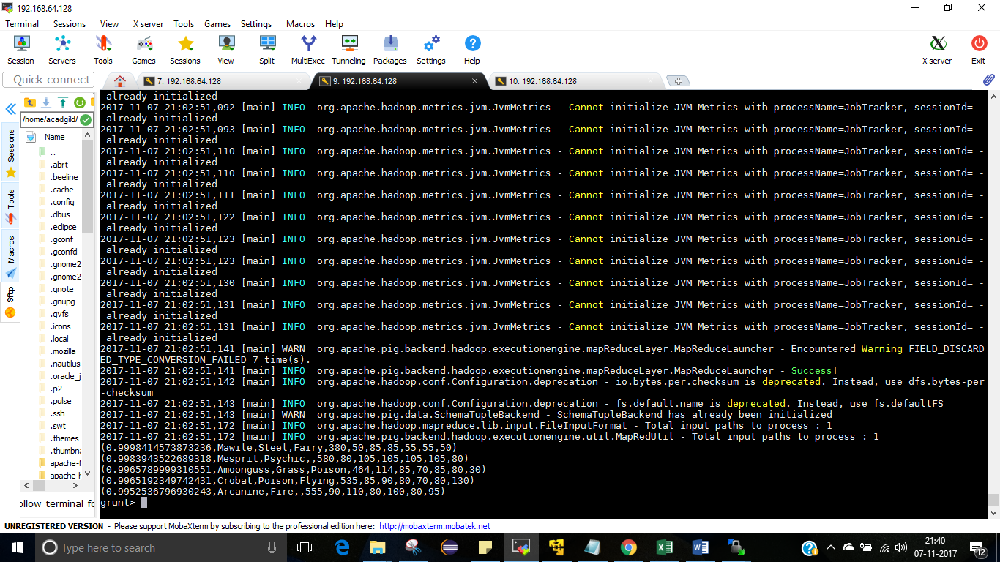 192.168.64.128
Terminal Sessions View X server Tools Games Settings Macros Help
Session Servers Tools Games Sessions View Split MultiExec Tunneling Packages Settings Help X server Exit
Quick connect
7. 192.168.64.128
9. 192.168.64.128
10. 192.168.64.128
/home/acadgild/
Sessions
Tools
Macros
Sftp
Name
..
.abrt
.beeline
.cache
.config
.dbus
.eclipse
.gconf
.gconfd
.gnome2
.gnome2
.gnote
.gnupg
.gvfs
.icons
.local
.mozilla
.nautilus
.oracle_j
.p2
.pulse
.ssh
.swt
.themes
.thumbna
apache-f
apache-h
ollow terminal fo
already initialized
2017-11-07 21:02:51,092 [main] INFO  org.apache.hadoop.metrics.jvm.JvmMetrics - Cannot initialize JVM Metrics with processName=JobTracker, sessionId= -
already initialized
2017-11-07 21:02:51,093 [main] INFO  org.apache.hadoop.metrics.jvm.JvmMetrics - Cannot initialize JVM Metrics with processName=JobTracker, sessionId= -
already initialized
2017-11-07 21:02:51,110 [main] INFO  org.apache.hadoop.metrics.jvm.JvmMetrics - Cannot initialize JVM Metrics with processName=JobTracker, sessionId= -
already initialized
2017-11-07 21:02:51,110 [main] INFO  org.apache.hadoop.metrics.jvm.JvmMetrics - Cannot initialize JVM Metrics with processName=JobTracker, sessionId= -
already initialized
2017-11-07 21:02:51,111 [main] INFO  org.apache.hadoop.metrics.jvm.JvmMetrics - Cannot initialize JVM Metrics with processName=JobTracker, sessionId= -
already initialized
2017-11-07 21:02:51,122 [main] INFO  org.apache.hadoop.metrics.jvm.JvmMetrics - Cannot initialize JVM Metrics with processName=JobTracker, sessionId= -
already initialized
2017-11-07 21:02:51,123 [main] INFO  org.apache.hadoop.metrics.jvm.JvmMetrics - Cannot initialize JVM Metrics with processName=JobTracker, sessionId= -
already initialized
2017-11-07 21:02:51,123 [main] INFO  org.apache.hadoop.metrics.jvm.JvmMetrics - Cannot initialize JVM Metrics with processName=JobTracker, sessionId= -
already initialized
2017-11-07 21:02:51,130 [main] INFO  org.apache.hadoop.metrics.jvm.JvmMetrics - Cannot initialize JVM Metrics with processName=JobTracker, sessionId= -
already initialized
2017-11-07 21:02:51,131 [main] INFO  org.apache.hadoop.metrics.jvm.JvmMetrics - Cannot initialize JVM Metrics with processName=JobTracker, sessionId= -
already initialized
2017-11-07 21:02:51,131 [main] INFO  org.apache.hadoop.metrics.jvm.JvmMetrics - Cannot initialize JVM Metrics with processName=JobTracker, sessionId= -
already initialized
2017-11-07 21:02:51,141 [main] WARN  org.apache.pig.backend.hadoop.executionengine.mapReduceLayer.MapReduceLauncher - Encountered Warning FIELD_DISCARD
ED_TYPE_CONVERSION_FAILED 7 time(s).
2017-11-07 21:02:51,141 [main] INFO  org.apache.pig.backend.hadoop.executionengine.mapReduceLayer.MapReduceLauncher - Success!
2017-11-07 21:02:51,142 [main] INFO  org.apache.hadoop.conf.Configuration.deprecation - io.bytes.per.checksum is deprecated. Instead, use dfs.bytes-per
-checksum
2017-11-07 21:02:51,143 [main] INFO  org.apache.hadoop.conf.Configuration.deprecation - fs.default.name is deprecated. Instead, use fs.defaultFS
2017-11-07 21:02:51,143 [main] WARN  org.apache.pig.data.SchemaTupleBackend - SchemaTupleBackend has already been initialized
2017-11-07 21:02:51,172 [main] INFO  org.apache.hadoop.mapreduce.lib.input.FileInputFormat - Total input paths to process : 1
2017-11-07 21:02:51,172 [main] INFO  org.apache.pig.backend.hadoop.executionengine.util.MapRedUtil - Total input paths to process : 1
(0.9998414573873236,Mawile,Steel,Fairy,380,50,85,85,55,55,50)
(0.9983943522689318,Mesprit,Psychic,,580,80,105,105,105,105,80)
(0.9965789999310551,Amoonguss,Grass,Poison,464,114,85,70,85,80,30)
(0.9965192349742431,Crobat,Poison,Flying,535,85,90,80,70,80,130)
(0.9952536796930243,Arcanine,Fire,,555,90,110,80,100,80,95)
grunt>
UNREGISTERED VERSION - Please support MobaXterm by subscribing to the professional edition here: http://mobaxterm.mobatek.net
Type here to search
21:40
07-11-2017
12